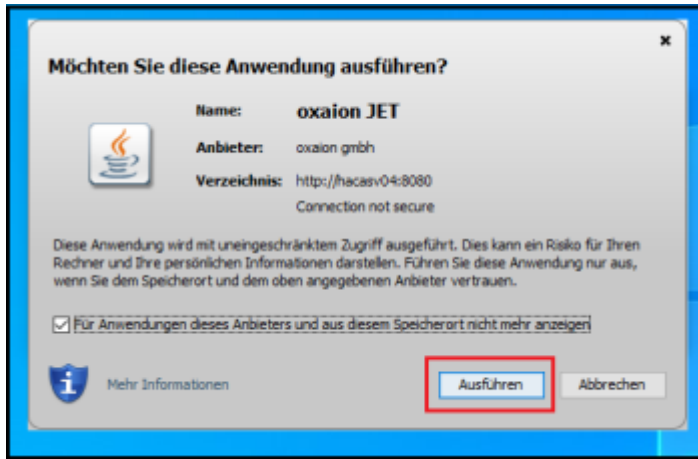 Möchten Sie diese Anwendung ausführen?
Name: oxaion JET
Anbieter: oxaion gmbh
Verzeichnis: http://hacasv04:8080
Connection not secure
Diese Anwendung wird mit uneingeschränktem Zugriff ausgeführt. Dies kann ein Risiko für Ihren
Rechner und Ihre persönlichen Informationen darstellen. Führen Sie diese Anwendung nur aus,
wenn Sie dem Speicherort und dem oben angegebenen Anbieter vertrauen.
Für Anwendungen dieses Anbieters und aus diesem Speicherort nicht mehr anzeigen
Mehr Informationen Ausführen Abbrechen